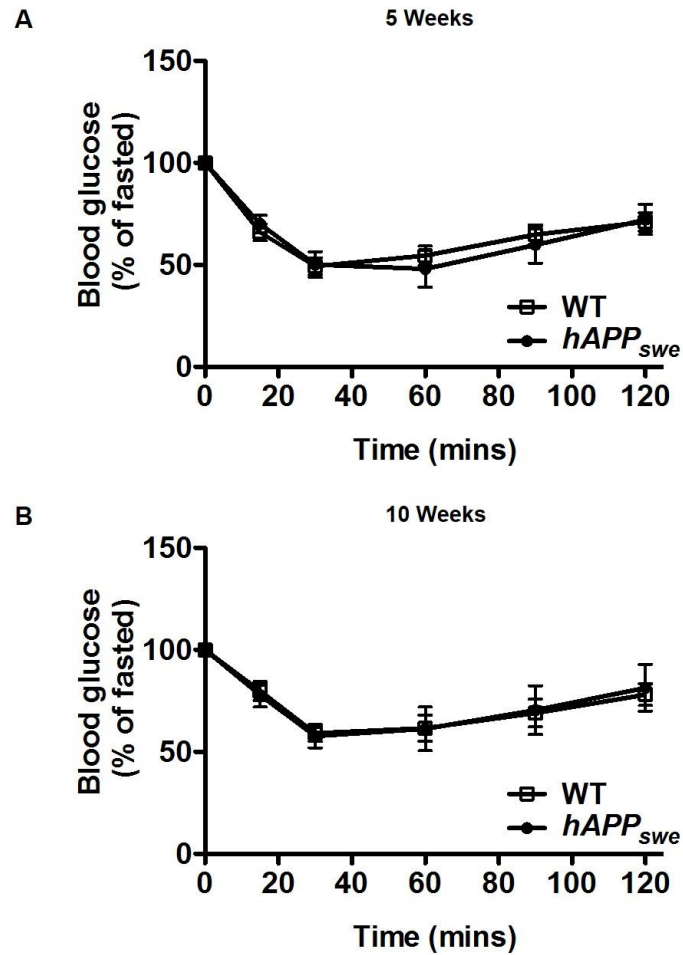 A
5 Weeks
150
100
50
0
Blood glucose
(% of fasted)
WT
hAPPswe
0 20 40 60 80 100 120
Time (mins)
B
10 Weeks
150
100
50
0
Blood glucose
(% of fasted)
WT
hAPPswe
0 20 40 60 80 100 120
Time (mins)